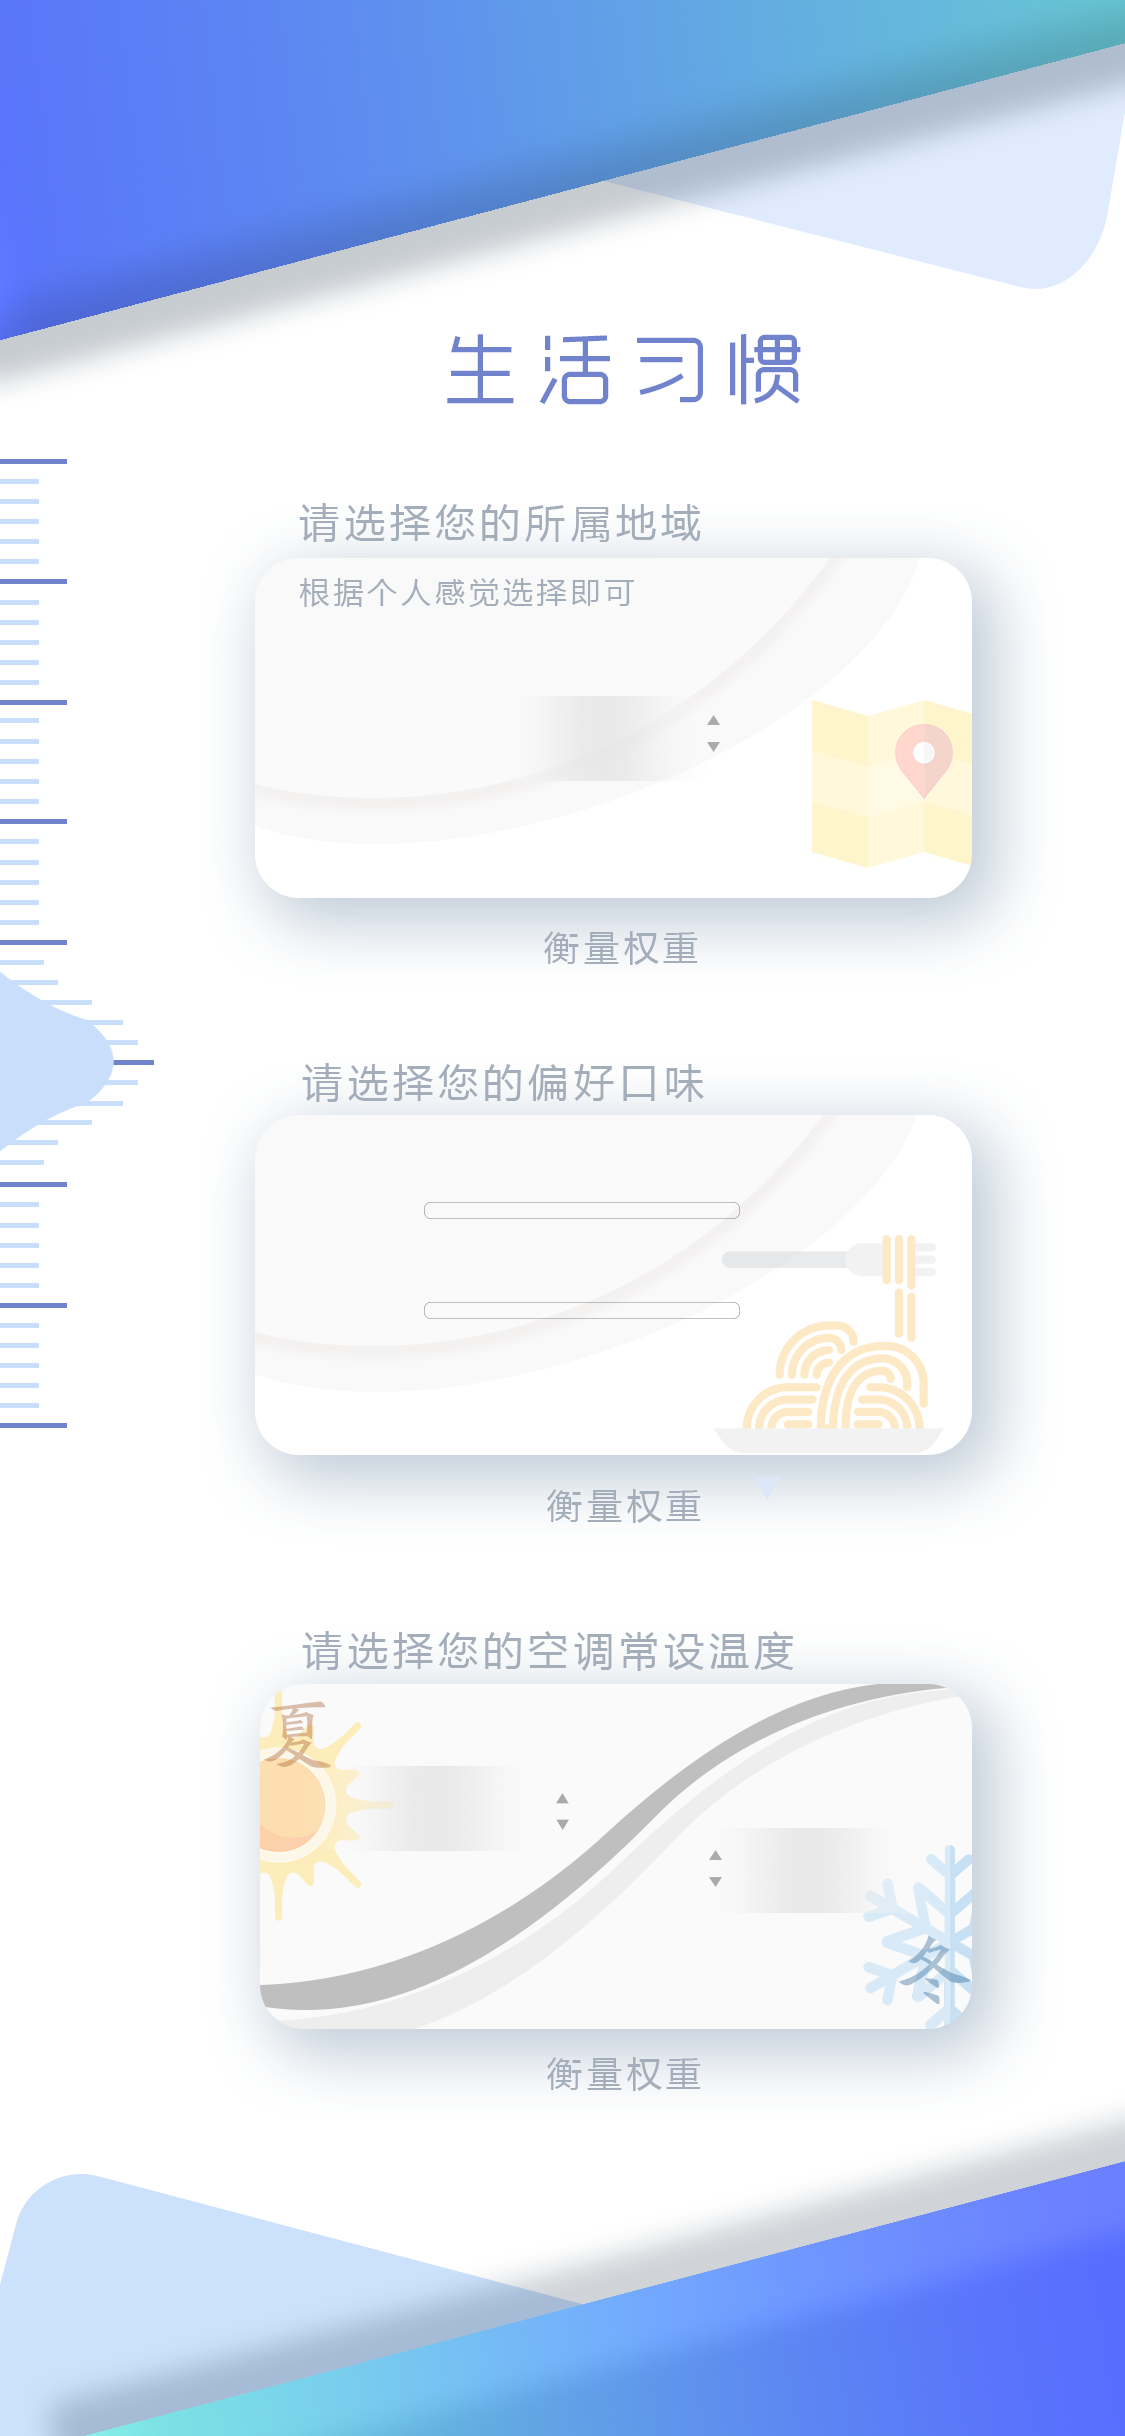 生活习惯
请选择您的所属地域
根据个人感觉选择即可
衡量权重
请选择您的偏好口味
衡量权重
请选择您的空调常设温度
夏
冬
衡量权重